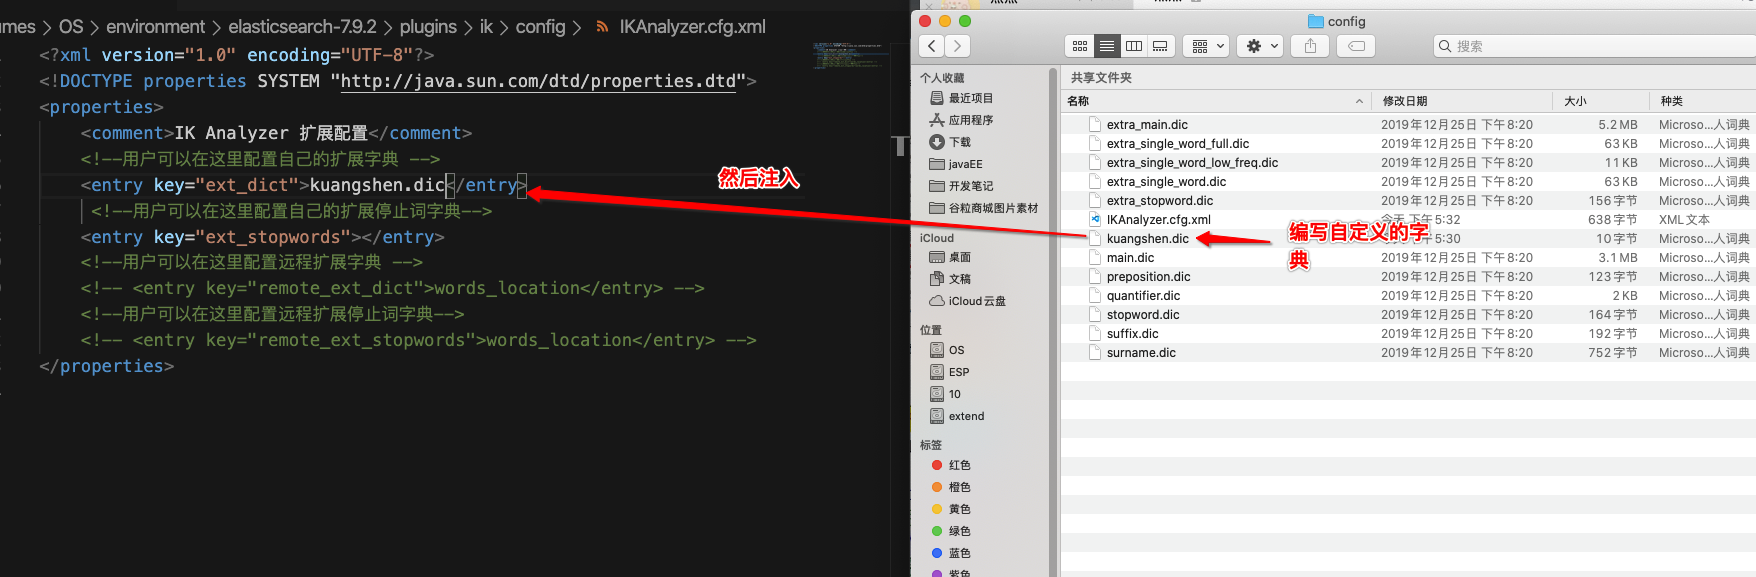 umes > OS > environment > elasticsearch-7.9.2 > plugins > ik > config > IKAnalyzer.cfg.xml
<?xml version="1.0" encoding="UTF-8"?>
<!DOCTYPE properties SYSTEM "http://java.sun.com/dtd/properties.dtd">
<properties>
<comment>IK Analyzer 扩展配置</comment>
<!--用户可以在这里配置自己的扩展字典 -->
<entry key="ext_dict">kuangshen.dic</entry>
<!--用户可以在这里配置自己的扩展停止词字典-->
<entry key="ext_stopwords"></entry>
<!--用户可以在这里配置远程扩展字典 -->
<!-- <entry key="remote_ext_dict">words_location</entry> -->
<!--用户可以在这里配置远程扩展停止词字典-->
<!-- <entry key="remote_ext_stopwords">words_location</entry> -->
</properties>
然后注入
config
搜索
个人收藏
最近项目
应用程序
下载
javaEE
开发笔记
谷粒商城图片素材
iCloud
桌面
文稿
iCloud云盘
位置
OS
ESP
10
extend
标签
红色
橙色
黄色
绿色
蓝色
紫色
共享文件夹
名称 修改日期 大小 种类
extra_main.dic 2019年12月25日 下午8:20 5.2 MB Microso...人词典
extra_single_word_full.dic 2019年12月25日 下午8:20 63 KB Microso...人词典
extra_single_word_low_freq.dic 2019年12月25日 下午8:20 11 KB Microso...人词典
extra_single_word.dic 2019年12月25日 下午8:20 63 KB Microso...人词典
extra_stopword.dic 2019年12月25日 下午8:20 156 字节 Microso...人词典
IKAnalyzer.cfg.xml 今天 下午5:32 638 字节 XML 文本
kuangshen.dic 5:30 10 字节 Microso...人词典
main.dic 2019年12月25日 下午8:20 3.1 MB Microso...人词典
preposition.dic 2019年12月25日 下午8:20 123 字节 Microso...人词典
quantifier.dic 2019年12月25日 下午8:20 2 KB Microso...人词典
stopword.dic 2019年12月25日 下午8:20 164 字节 Microso...人词典
suffix.dic 2019年12月25日 下午8:20 192 字节 Microso...人词典
surname.dic 2019年12月25日 下午8:20 752 字节 Microso...人词典
编写自定义的字
典